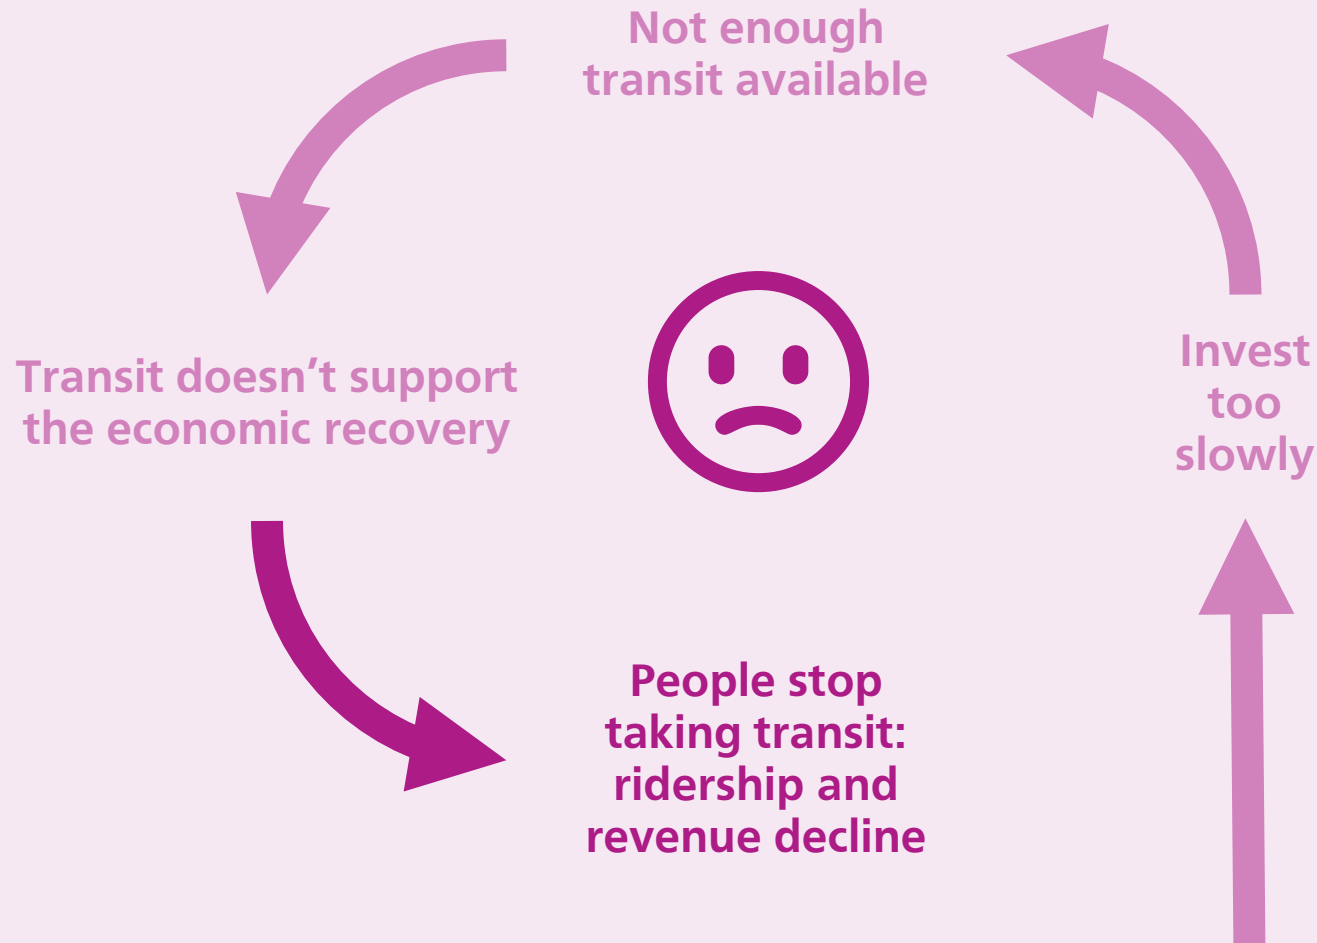 Not enough
transit available
Transit doesn’t support
the economic recovery
Invest
too
slowly
People stop
taking transit:
ridership and
revenue decline